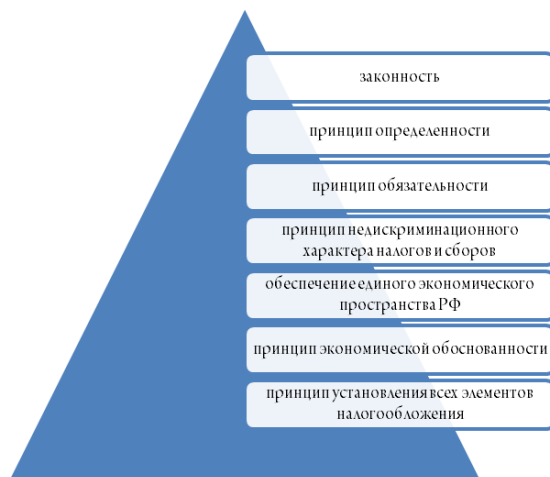 законность
принцип определенности
принцип обязательности
принцип недискриминационного
характера налогов и сборов
обеспечение единого экономического
пространства РФ
принцип экономической обоснованности
принцип установления всех элементов
налогообложения